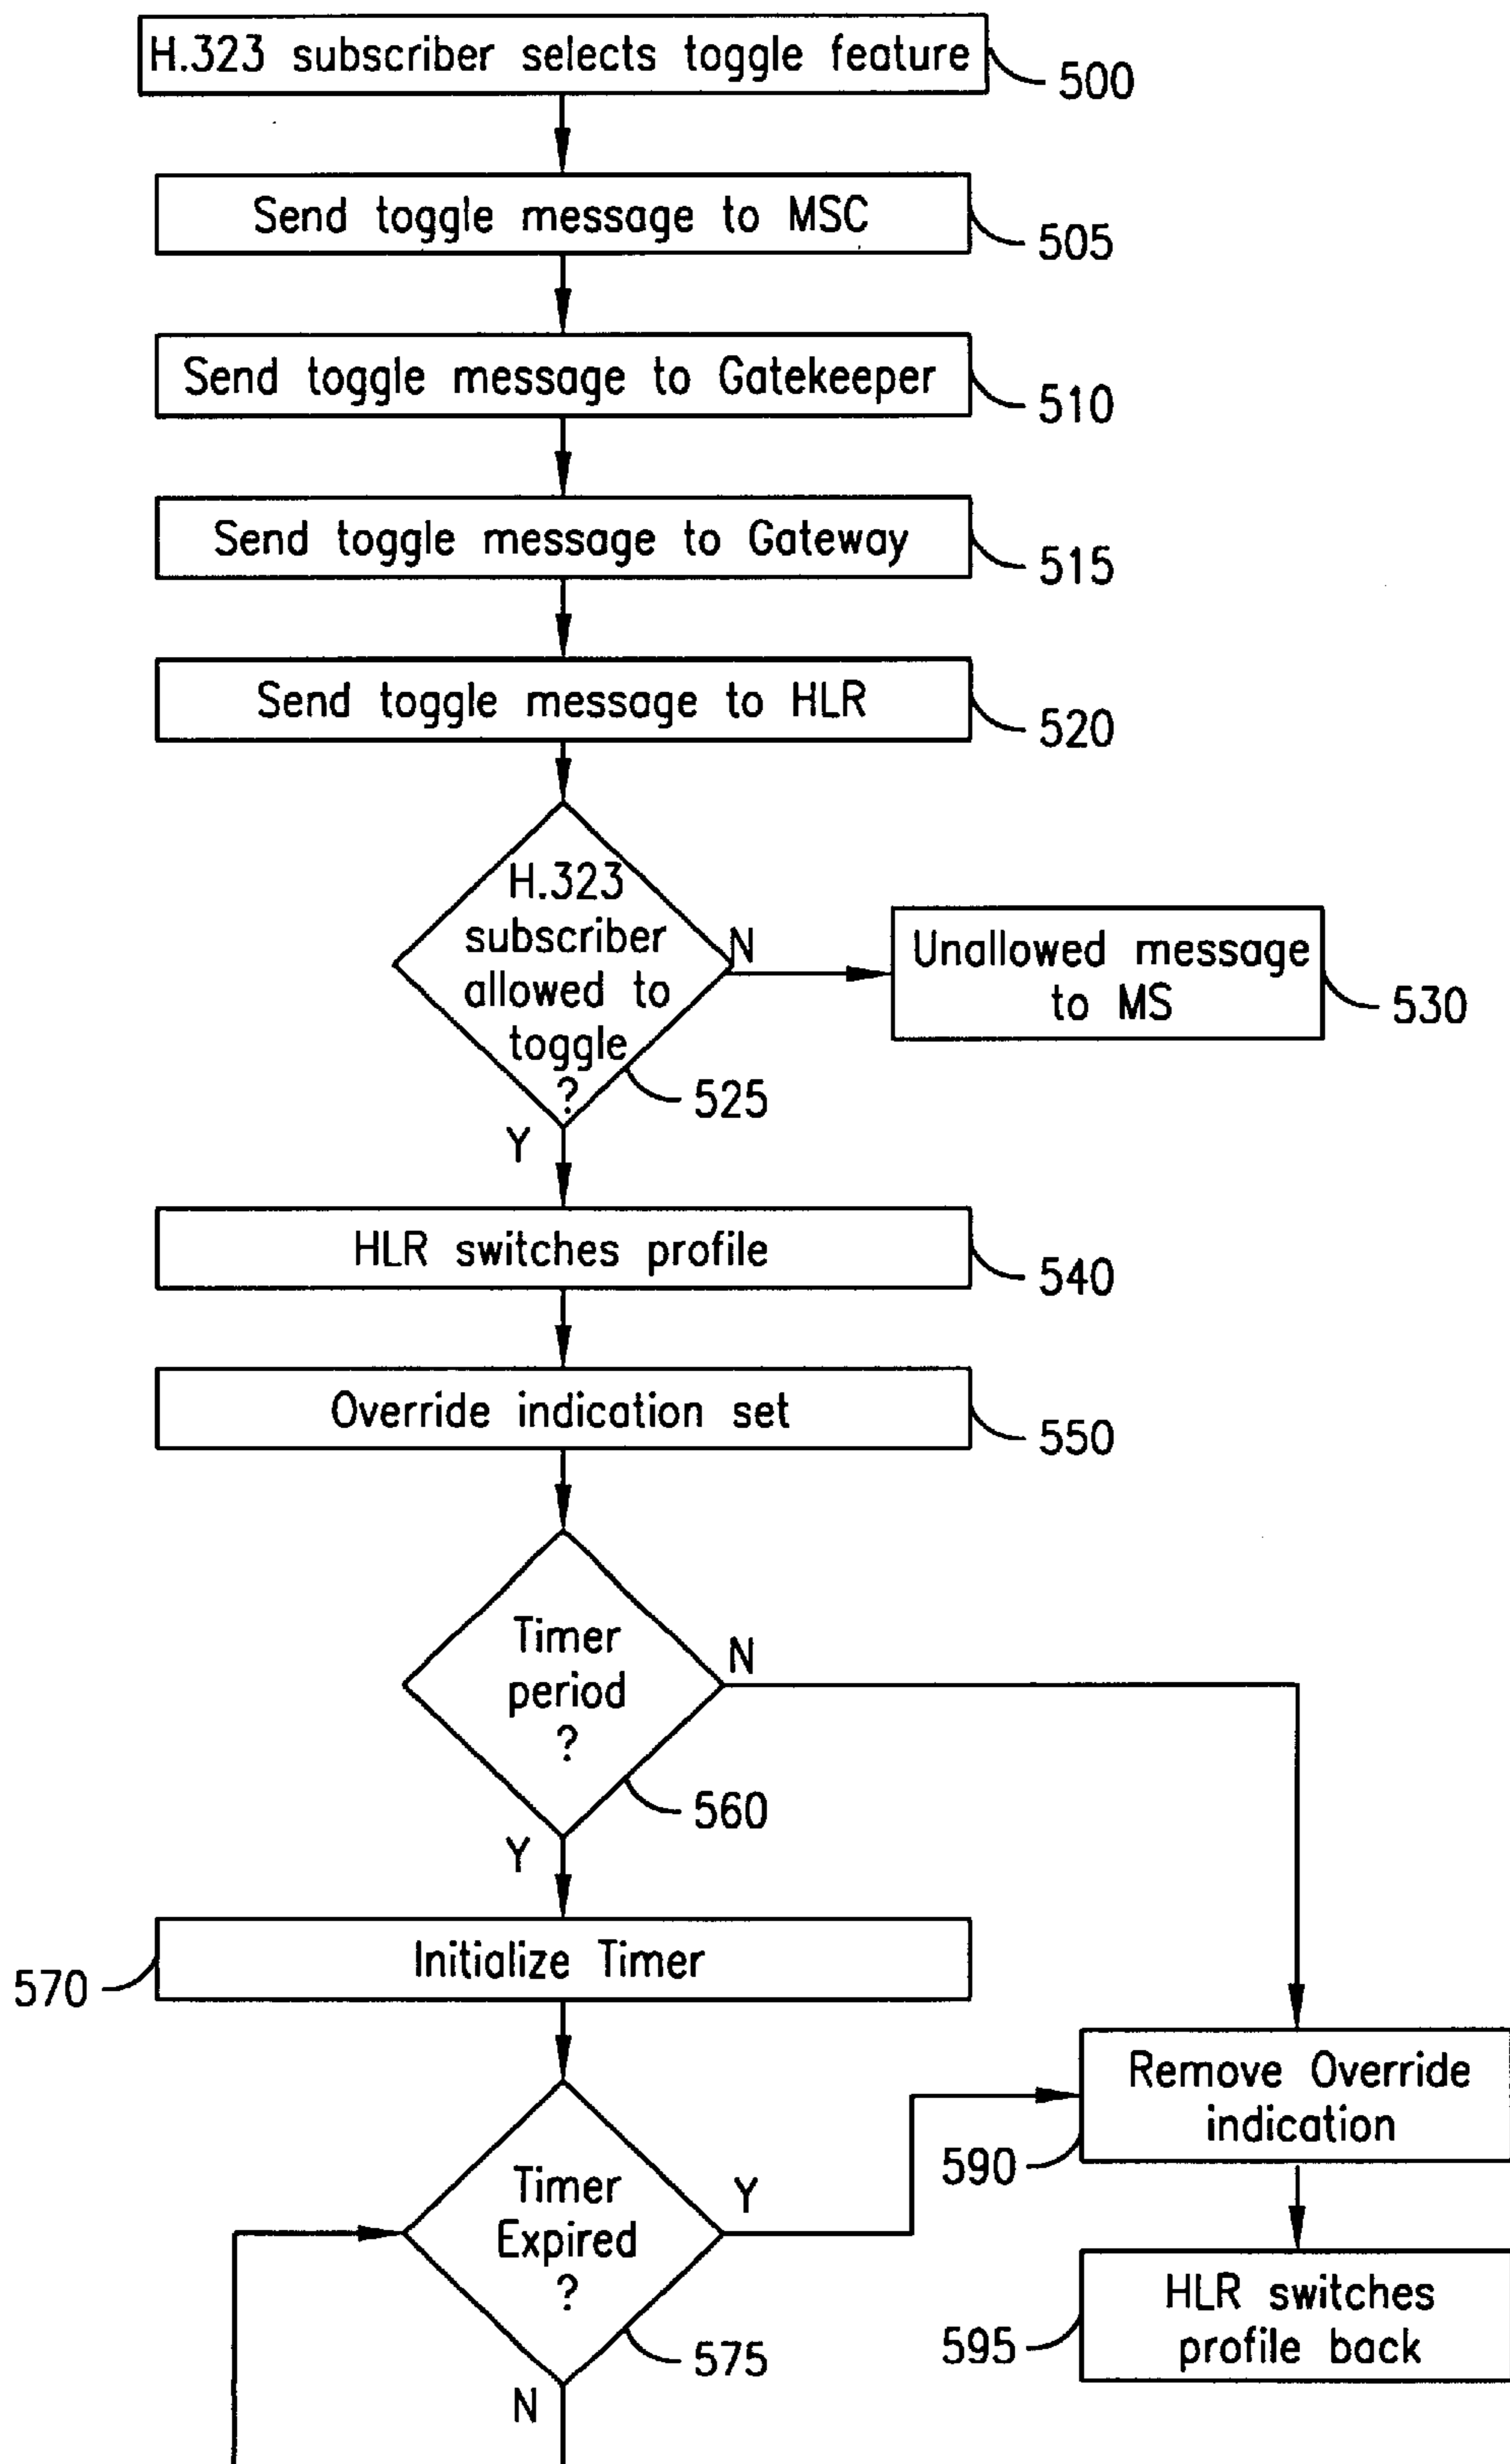 H.323 subscriber selects toggle feature
500
Send toggle message to MSC
505
Send toggle message to Gatekeeper
510
Send toggle message to Gateway
515
Send toggle message to HLR
520
H.323
subscriber
allowed to
toggle
?
525
N
Unallowed message
to MS
530
Y
HLR switches profile
540
Override indication set
550
Timer
period
?
560
N
Y
Initialize Timer
570
Remove Override
indication
590
Timer
Expired
?
575
Y
HLR switches
profile back
595
N